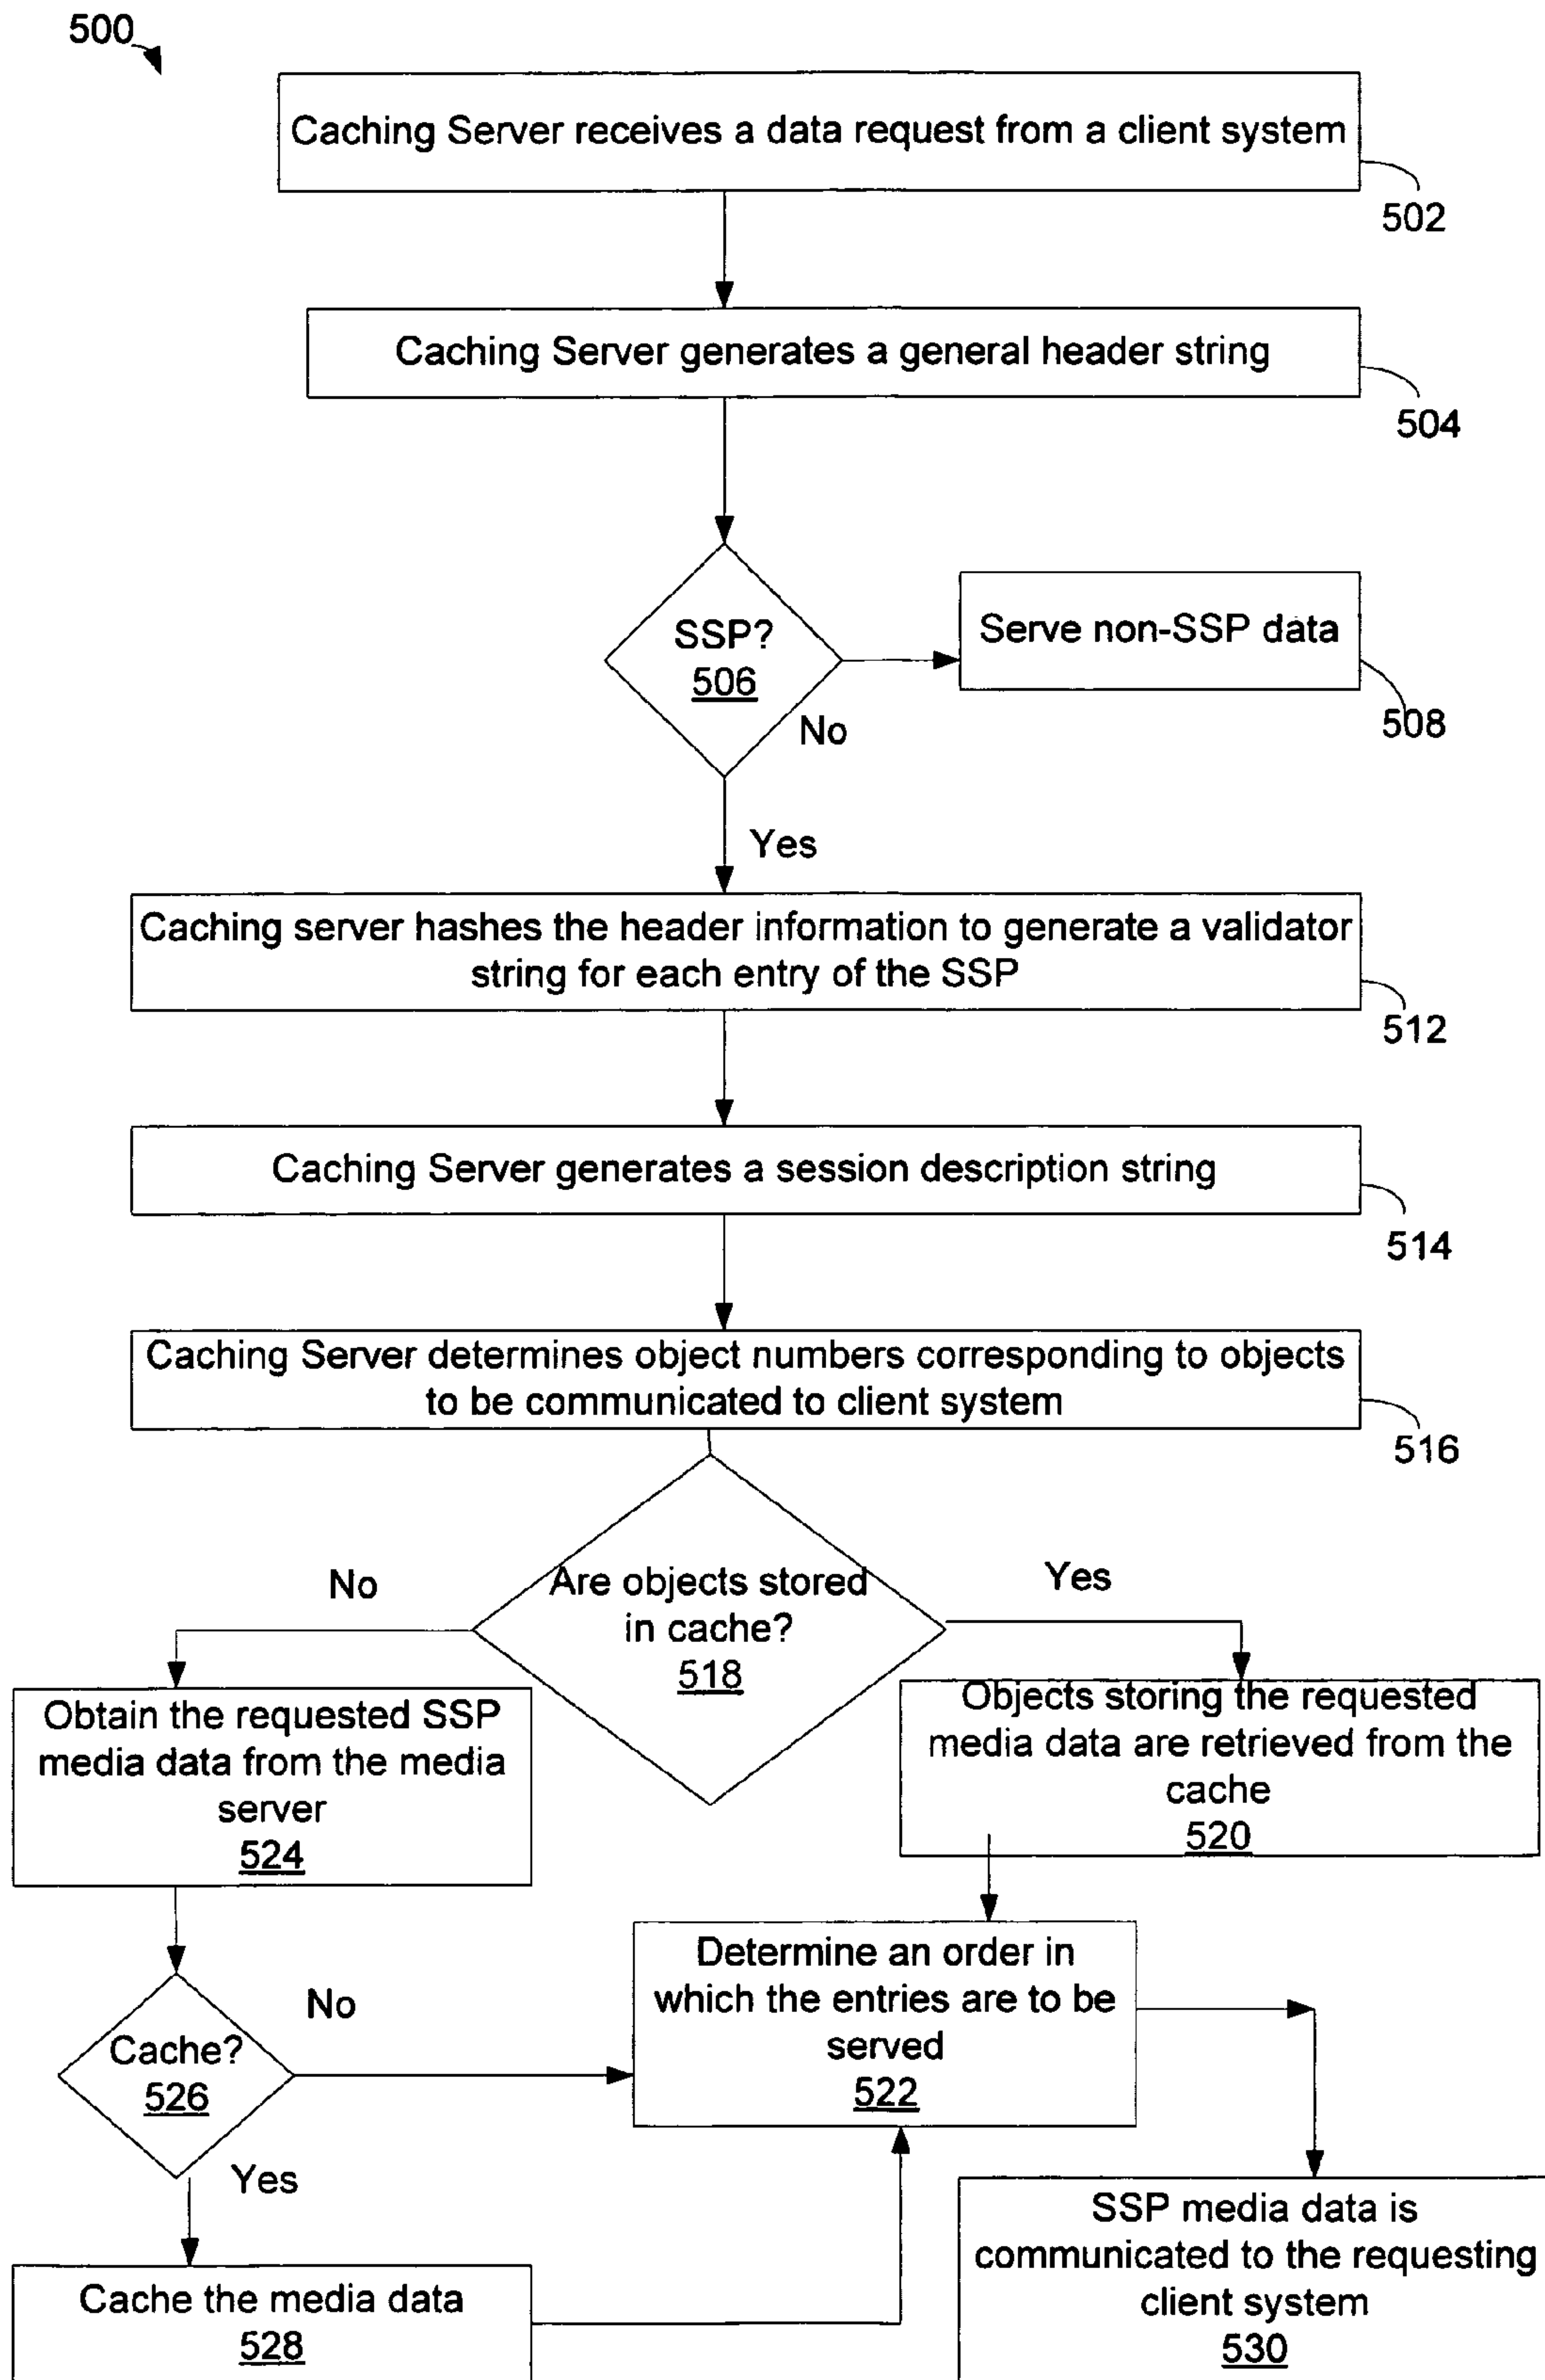 500
Caching Server receives a data request from a client system
502
Caching Server generates a general header string
504
SSP?
506
No
Serve non-SSP data
508
Yes
Caching server hashes the header information to generate a validator
string for each entry of the SSP
512
Caching Server generates a session description string
514
Caching Server determines object numbers corresponding to objects
to be communicated to client system
516
Are objects stored
in cache?
518
No
Yes
Obtain the requested SSP
media data from the media
server
524
Objects storing the requested
media data are retrieved from the
cache
520
Cache?
526
No
Yes
Determine an order in
which the entries are to be
served
522
Cache the media data
528
SSP media data is
communicated to the requesting
client system
530